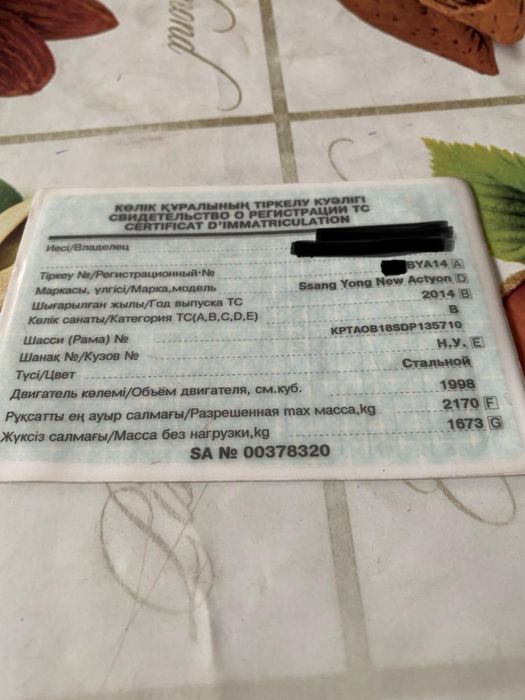 КӨЛІК ҚҰРАЛЫНЫҢ ТІРКЕЛУ КУӘЛІГІ
СВИДЕТЕЛЬСТВО О РЕГИСТРАЦИИ ТС
CERTIFICAT D'IMMATRICULATION
Иесі/Владелец
Тіркеу №/Регистрационный № BYA14 A
Маркасы, үлгісі/Марка,модель Ssang Yong New Actyon D
Шығарылған жылы/Год выпуска ТС 2014 B
Көлік санаты/Категория ТС(A,B,C,D,E) B
Шасси (Рама) № KPTAOB18SDP135710
Шанақ №/Кузов № Н.У. E
Түсі/Цвет Стальной
Двигатель көлемі/Объём двигателя, см.куб. 1998
Рұқсатты ең ауыр салмағы/Разрешенная max масса,kg 2170 F
Жүксіз салмағы/Масса без нагрузки,kg 1673 G
SA № 00378320